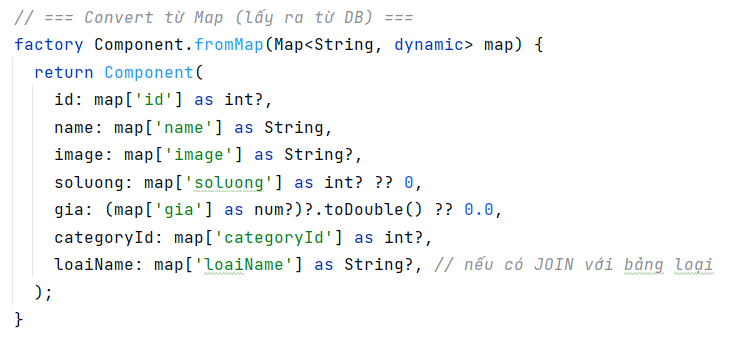 // === Convert từ Map (lấy ra từ DB) ===
factory Component.fromMap(Map<String, dynamic> map) {
  return Component(
    id: map['id'] as int?,
    name: map['name'] as String,
    image: map['image'] as String?,
    soluong: map['soluong'] as int? ?? 0,
    gia: (map['gia'] as num?)?.toDouble() ?? 0.0,
    categoryId: map['categoryId'] as int?,
    loaiName: map['loaiName'] as String?, // nếu có JOIN với bảng loại
  );
}